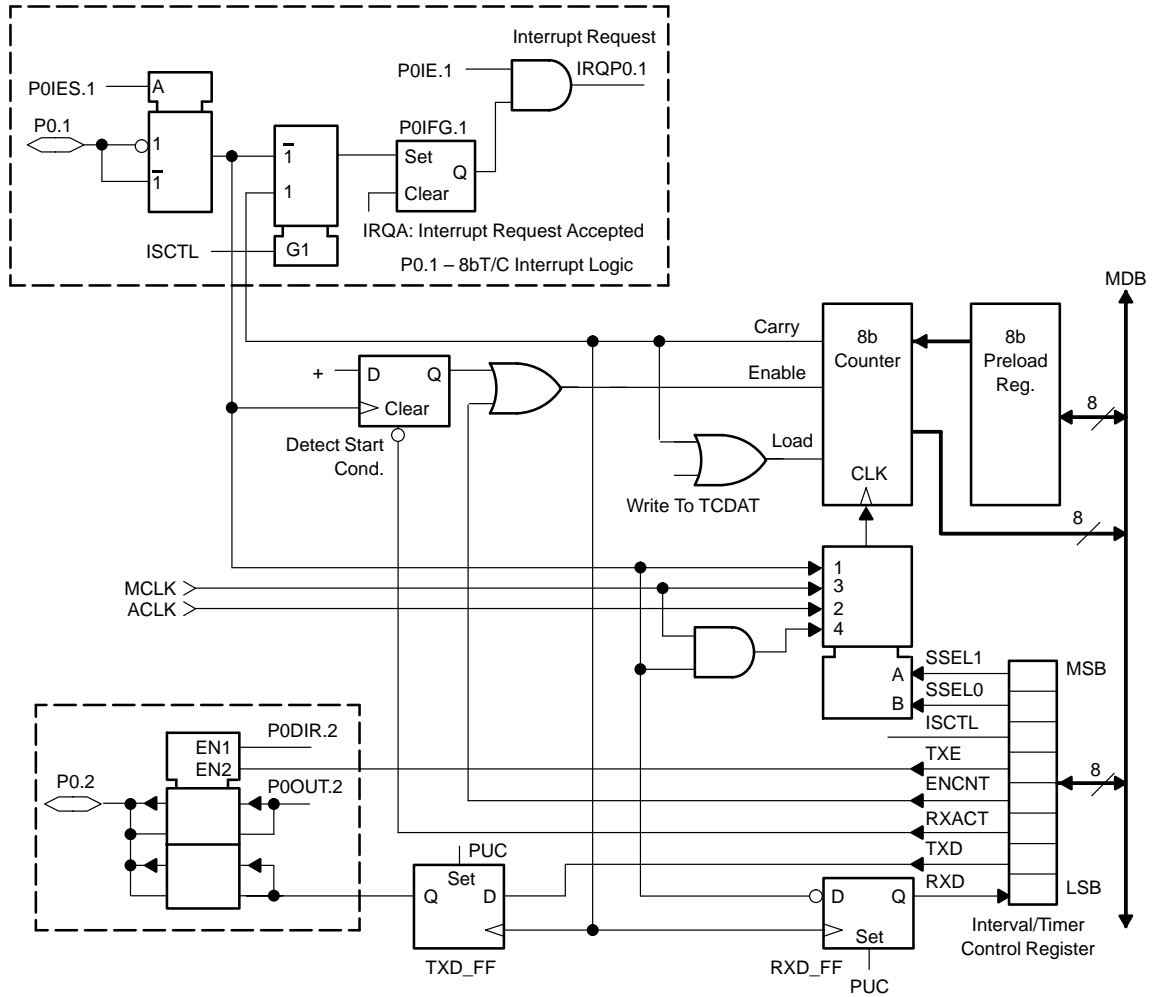 Interrupt Request
P0IE.1
IRQP0.1
P0IES.1
A
P0.1
1
1
P0IFG.1
Set
Q
Clear
1
1
ISCTL
G1
IRQA: Interrupt Request Accepted
P0.1 – 8bT/C Interrupt Logic
MDB
Carry
8b
Counter
8b
Preload
Reg.
+
D
Q
Clear
Enable
8
Detect Start
Cond.
Load
Write To TCDAT
CLK
8
MCLK
ACLK
1
3
2
4
SSEL1
A
MSB
SSEL0
B
ISCTL
P0DIR.2
EN1
EN2
TXE
P0.2
P0OUT.2
ENCNT
8
RXACT
TXD
PUC
Set
Q
D
RXD
LSB
D
Q
Set
Interval/Timer
Control Register
TXD_FF
RXD_FF
PUC